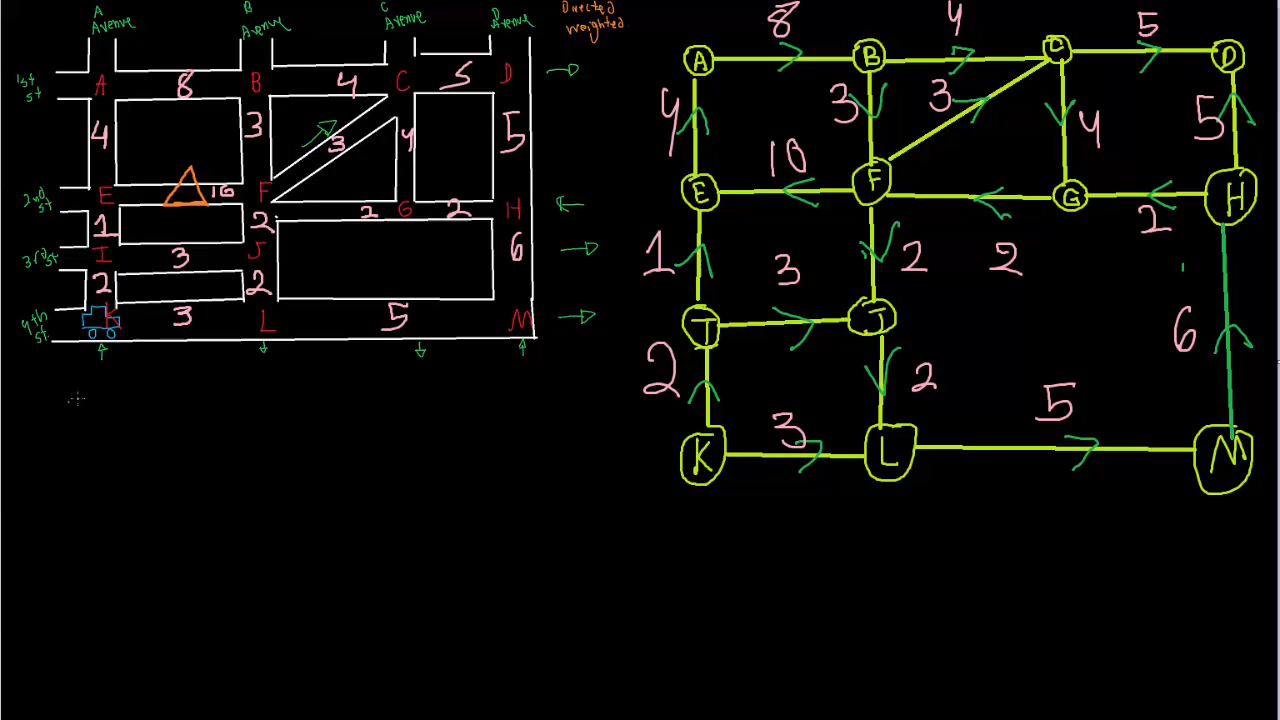 A Avenue
B Avenue
C Avenue
D Avenue
Directed weighted
1st st
A 8 B 4 C 5 D
4 3 3 4 5
2nd st
E 10 F 2 G 2 H
1 2 6
3rd st
I 3 J
2 2
4th st
K 3 L 5 M
A 8 B 4 C 5 D
4 3 3 4 5
E 10 F 2 G 2 H
1 3 2
I J 6
2 2
K 3 L 5 M